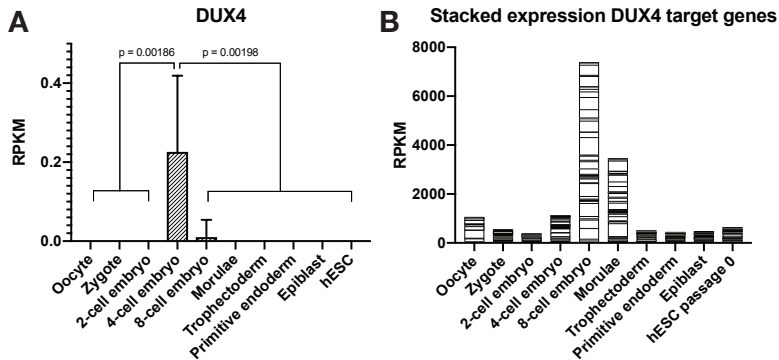 A
DUX4
p = 0.00186
p = 0.00198
RPKM
0.4
0.2
0.0
Oocyte
Zygote
2-cell embryo
4-cell embryo
8-cell embryo
Morulae
Trophectoderm
Primitive endoderm
Epiblast
hESC
B
Stacked expression DUX4 target genes
RPKM
8000
6000
4000
2000
0
Oocyte
Zygote
2-cell embryo
4-cell embryo
8-cell embryo
Morulae
Trophectoderm
Primitive endoderm
Epiblast
hESC passage 0